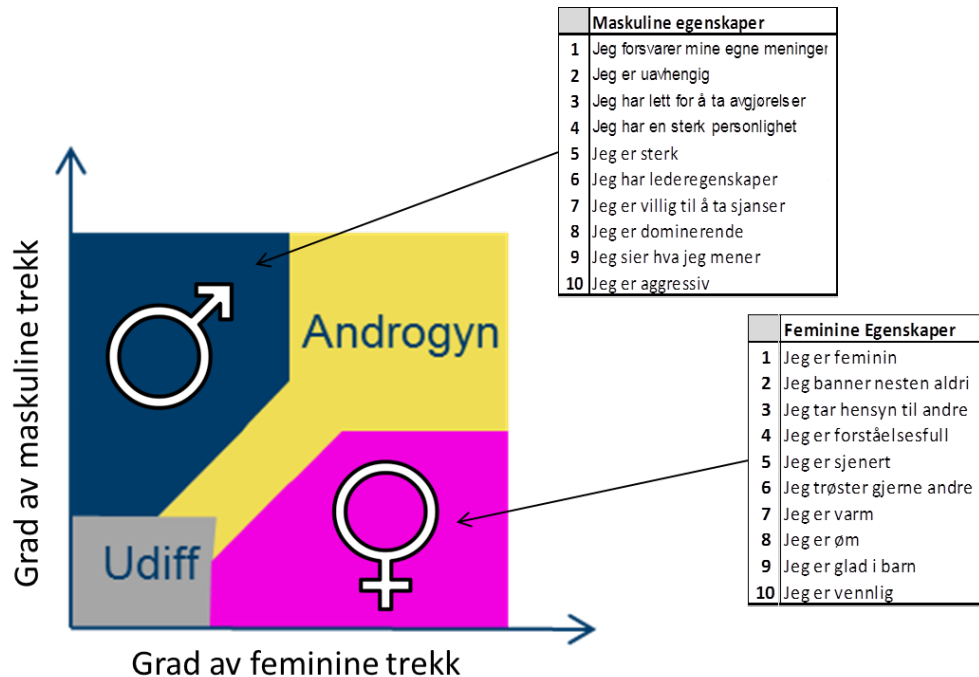 Maskuline egenskaper
1 Jeg forsvarer mine egne meninger
2 Jeg er uavhengig
3 Jeg har lett for å ta avgjørelser
4 Jeg har en sterk personlighet
5 Jeg er sterk
6 Jeg har lederegenskaper
7 Jeg er villig til å ta sjanser
8 Jeg er dominerende
9 Jeg sier hva jeg mener
10 Jeg er aggressiv
Grad av maskuline trekk
Androgyn
Udiff
Grad av feminine trekk
Feminine Egenskaper
1 Jeg er feminin
2 Jeg banner nesten aldri
3 Jeg tar hensyn til andre
4 Jeg er forståelsesfull
5 Jeg er sjenert
6 Jeg trøster gjerne andre
7 Jeg er varm
8 Jeg er øm
9 Jeg er glad i barn
10 Jeg er vennlig